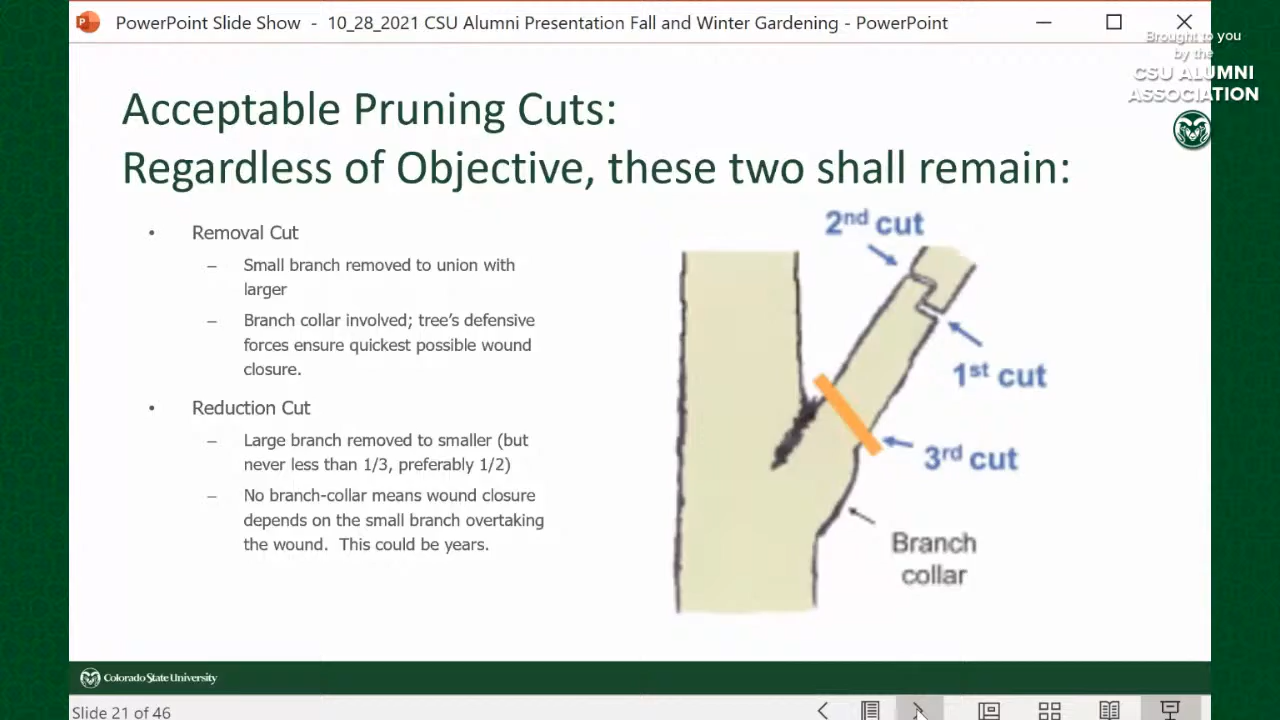 PowerPoint Slide Show - 10_28_2021 CSU Alumni Presentation Fall and Winter Gardening - PowerPoint
Brought to you
by the
CSU ALUMNI
ASSOCIATION
Acceptable Pruning Cuts:
Regardless of Objective, these two shall remain:
• Removal Cut
– Small branch removed to union with
larger
– Branch collar involved; tree's defensive
forces ensure quickest possible wound
closure.
• Reduction Cut
– Large branch removed to smaller (but
never less than 1/3, preferably 1/2)
– No branch-collar means wound closure
depends on the small branch overtaking
the wound. This could be years.
2nd cut
1st cut
3rd cut
Branch
collar
Colorado State University
Slide 21 of 46